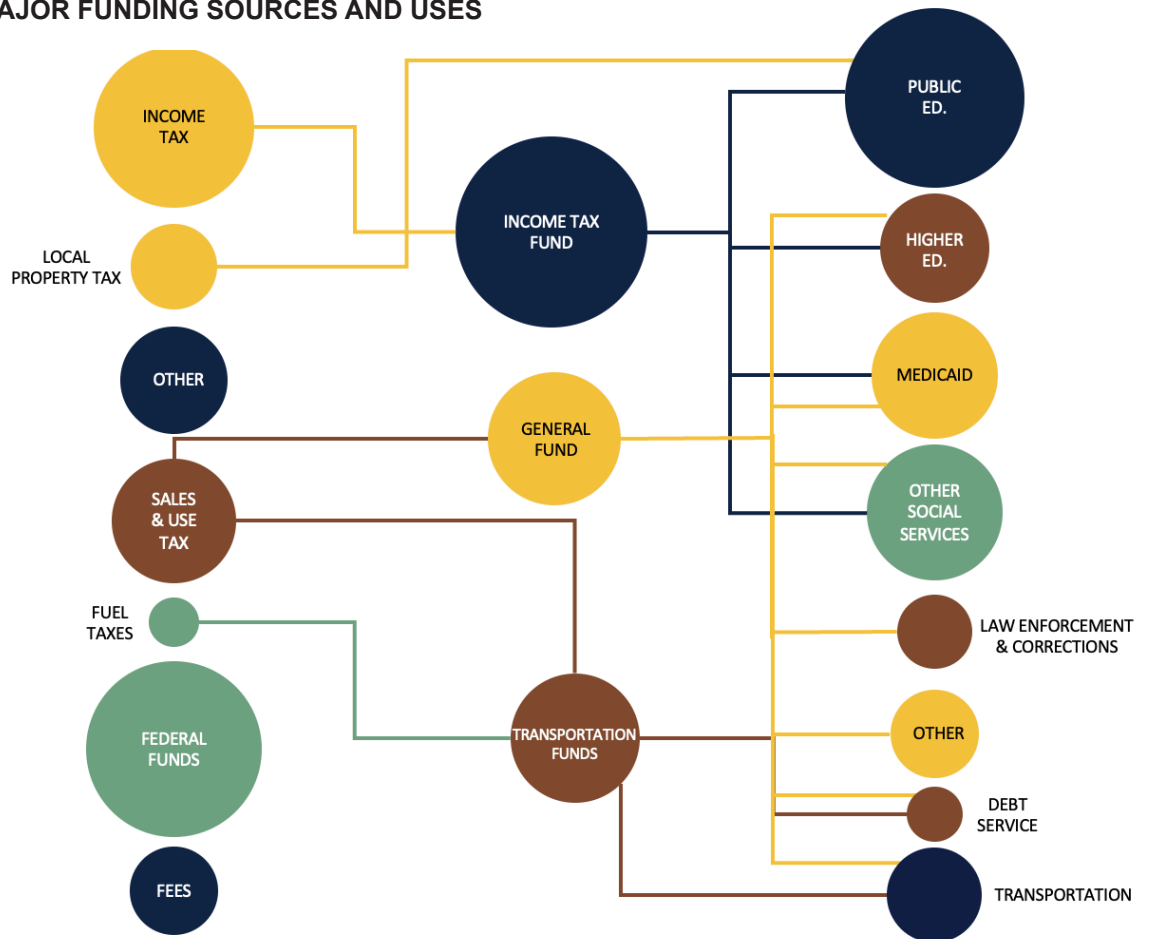 AJOR FUNDING SOURCES AND USES
INCOME
TAX
LOCAL
PROPERTY TAX
OTHER
SALES
& USE
TAX
FUEL
TAXES
FEDERAL
FUNDS
FEES
INCOME TAX
FUND
GENERAL
FUND
TRANSPORTATION
FUNDS
PUBLIC
ED.
HIGHER
ED.
MEDICAID
OTHER
SOCIAL
SERVICES
LAW ENFORCEMENT
& CORRECTIONS
OTHER
DEBT
SERVICE
TRANSPORTATION